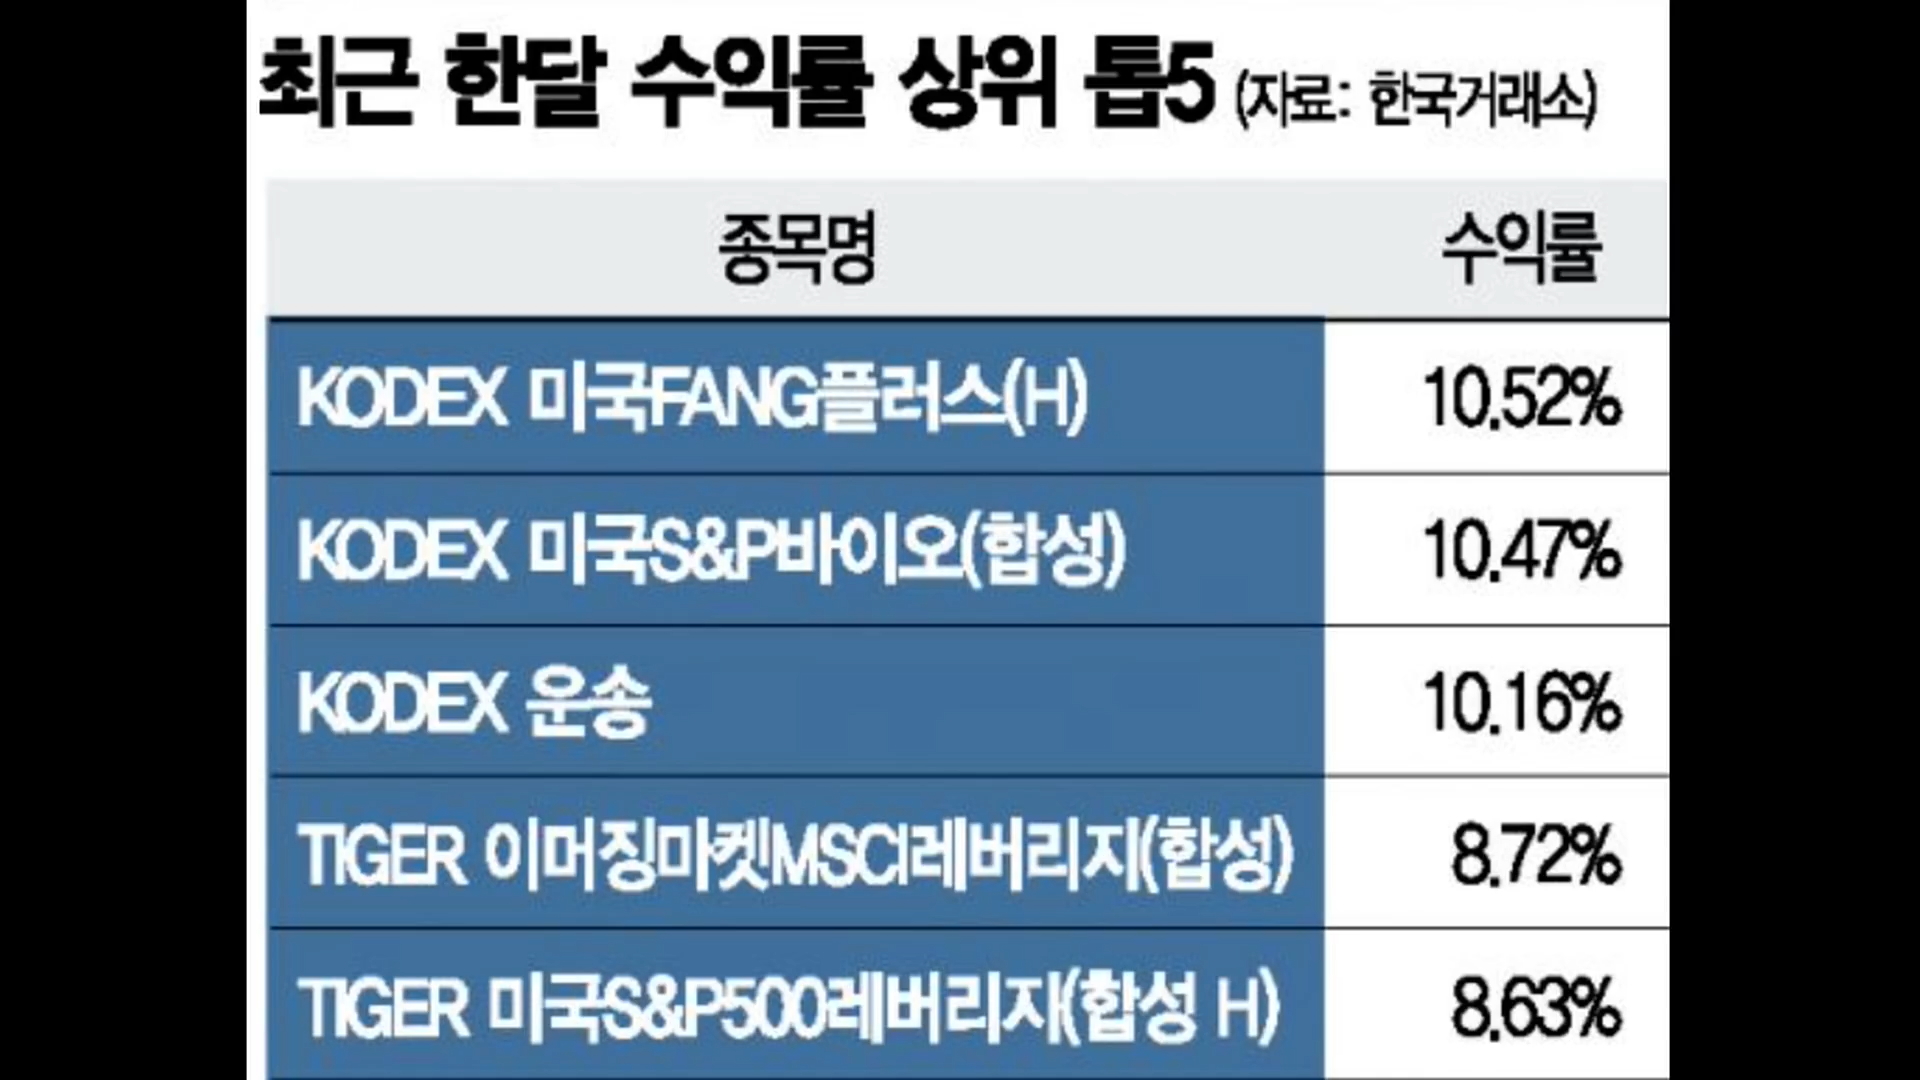 최근 한달 수익률 상위 톱5 (자료: 한국거래소)
종목명 수익률
KODEX 미국FANG플러스(H) 10.52%
KODEX 미국S&P바이오(합성) 10.47%
KODEX 운송 10.16%
TIGER 이머징마켓MSCI레버리지(합성) 8.72%
TIGER 미국S&P500레버리지(합성 H) 8.63%